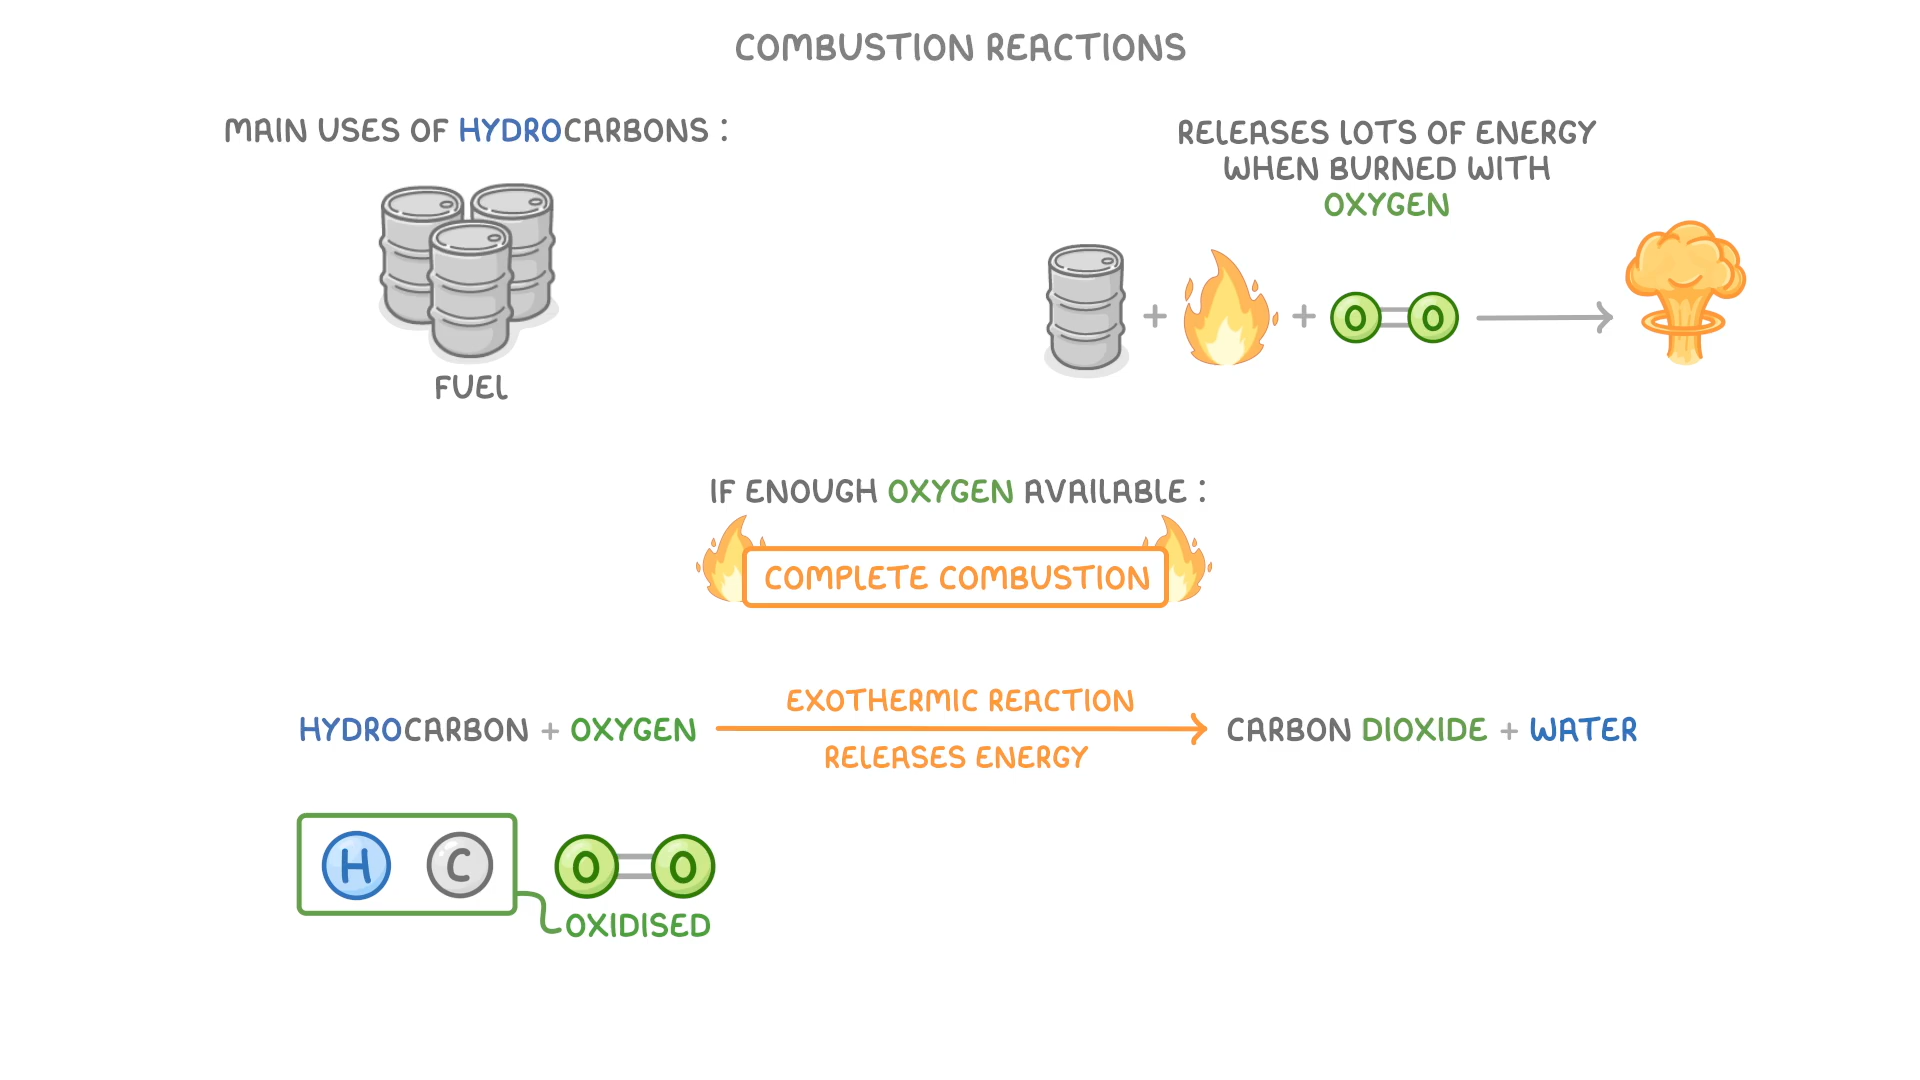 COMBUSTION REACTIONS
MAIN USES OF HYDROCARBONS :
FUEL
RELEASES LOTS OF ENERGY
WHEN BURNED WITH
OXYGEN
+ + O O
IF ENOUGH OXYGEN AVAILABLE :
COMPLETE COMBUSTION
EXOTHERMIC REACTION
HYDROCARBON + OXYGEN → CARBON DIOXIDE + WATER
RELEASES ENERGY
H C O O
OXIDISED